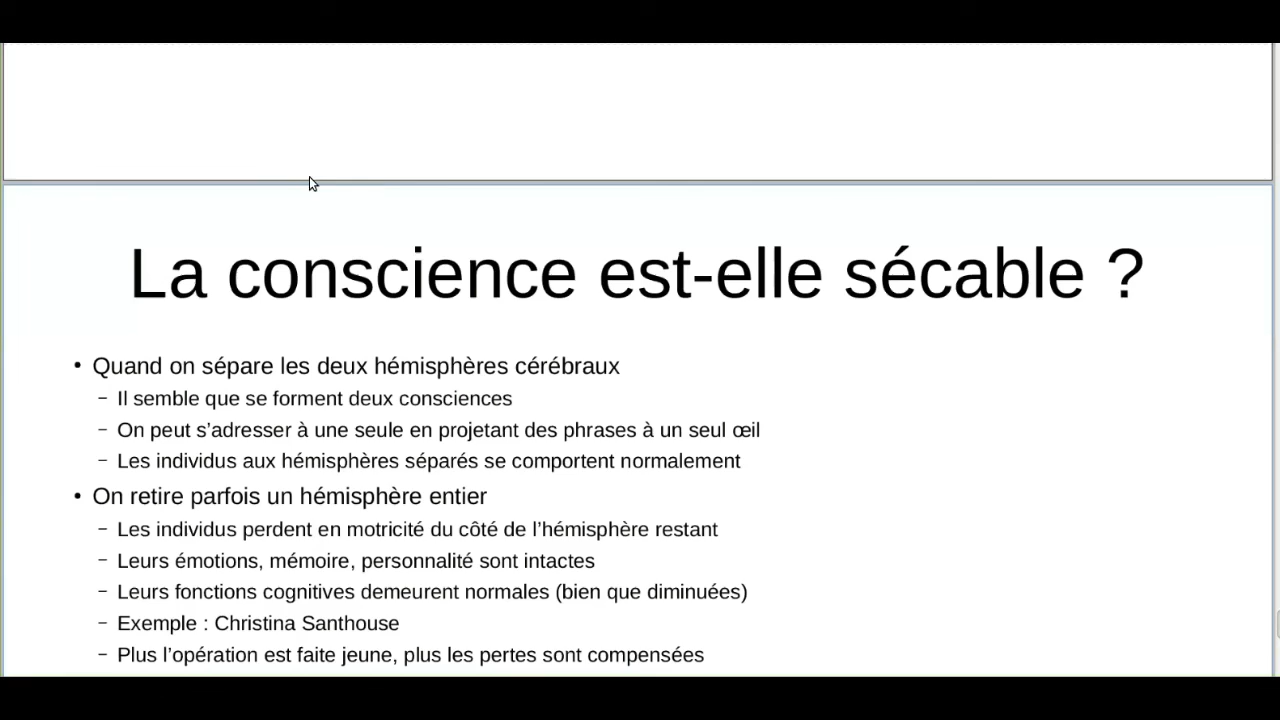 La conscience est-elle sécable ?
• Quand on sépare les deux hémisphères cérébraux
– Il semble que se forment deux consciences
– On peut s’adresser à une seule en projetant des phrases à un seul œil
– Les individus aux hémisphères séparés se comportent normalement
• On retire parfois un hémisphère entier
– Les individus perdent en motricité du côté de l’hémisphère restant
– Leurs émotions, mémoire, personnalité sont intactes
– Leurs fonctions cognitives demeurent normales (bien que diminuées)
– Exemple : Christina Santhouse
– Plus l’opération est faite jeune, plus les pertes sont compensées